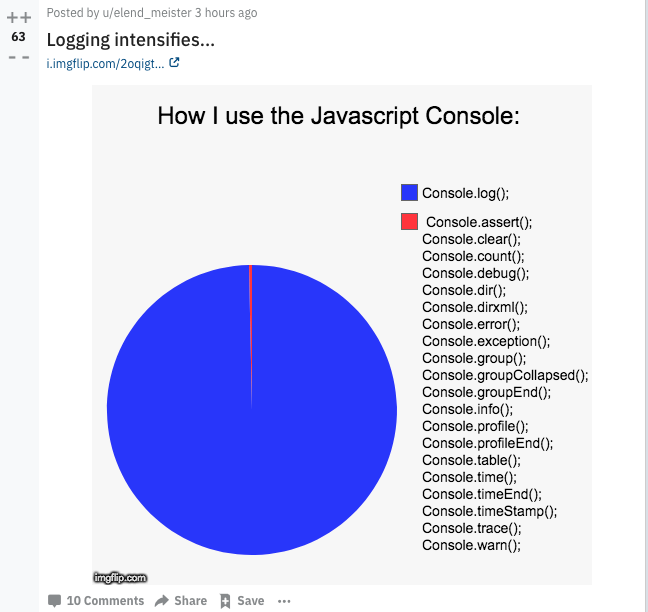 Posted by u/elend_meister 3 hours ago
++
63
--
Logging intensifies...
i.imgflip.com/2oqigt...
How I use the Javascript Console:
Console.log();
Console.assert();
Console.clear();
Console.count();
Console.debug();
Console.dir();
Console.dirxml();
Console.error();
Console.exception();
Console.group();
Console.groupCollapsed();
Console.groupEnd();
Console.info();
Console.profile();
Console.profileEnd();
Console.table();
Console.time();
Console.timeEnd();
Console.timeStamp();
Console.trace();
Console.warn();
imgflip.com
10 Comments Share Save ...